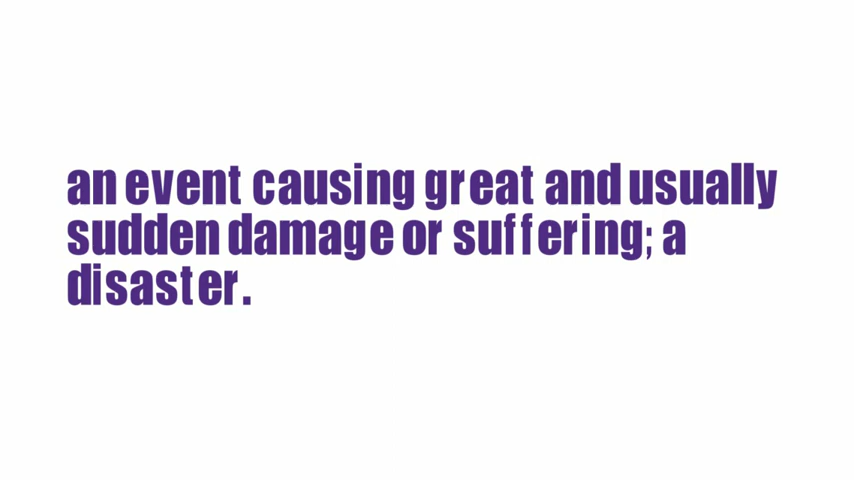 an event causing great and usually
sudden damage or suffering; a
disaster.